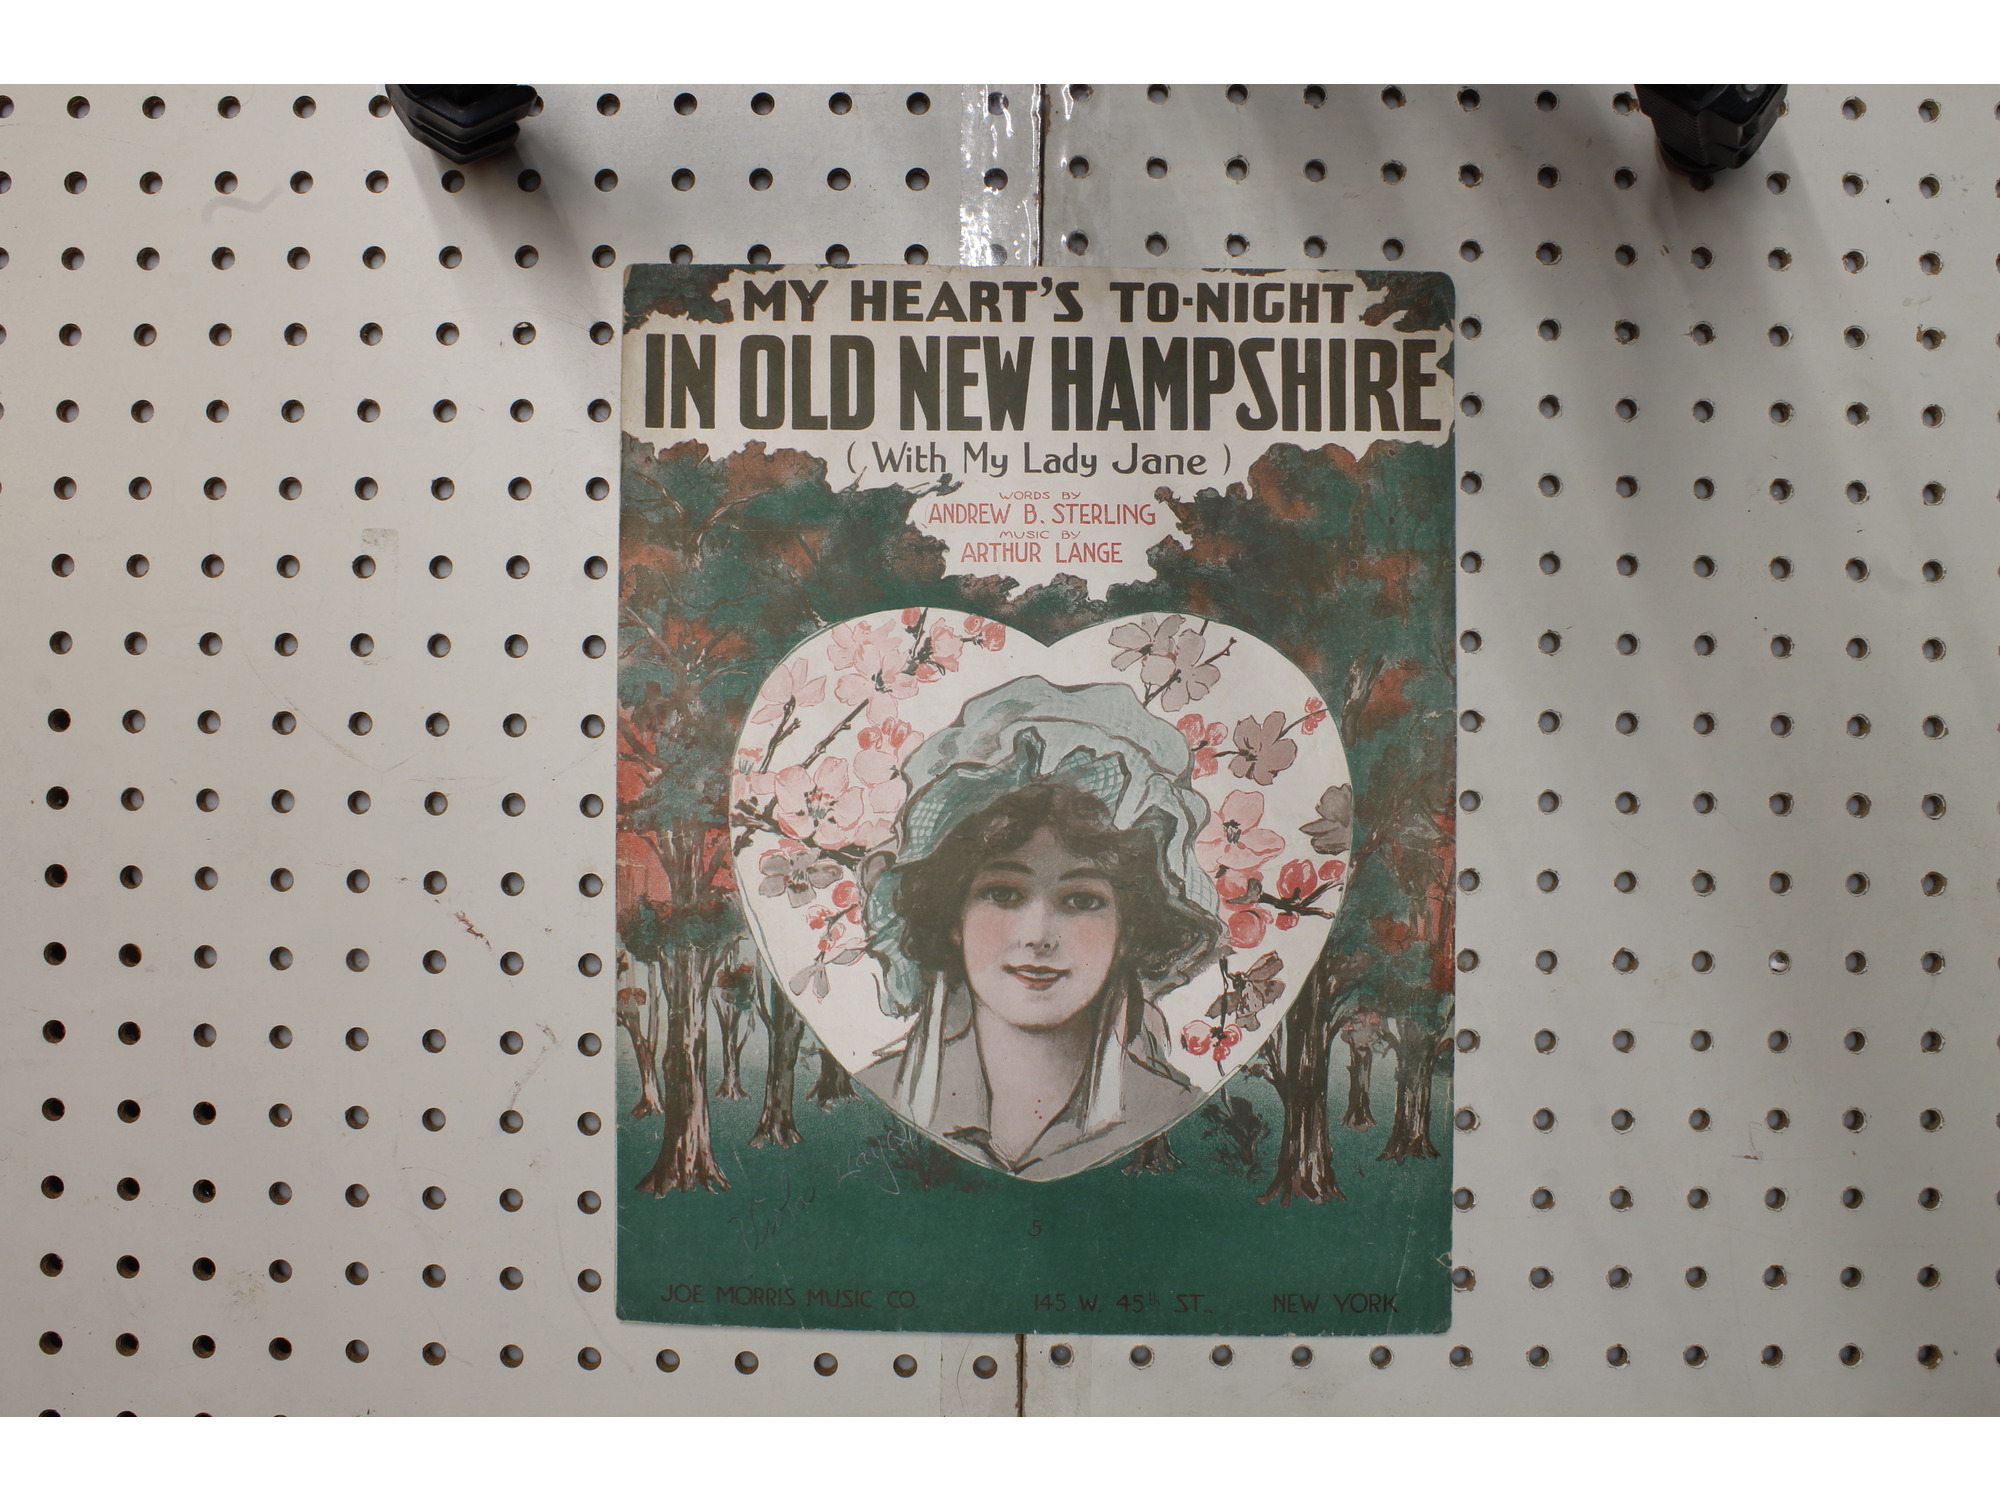 MY HEART'S TO-NIGHT
IN OLD NEW HAMPSHIRE
(With My Lady Jane)
WORDS BY
ANDREW B. STERLING
MUSIC BY
ARTHUR LANGE
5
JOE MORRIS MUSIC CO. 145 W. 45th ST., NEW YORK